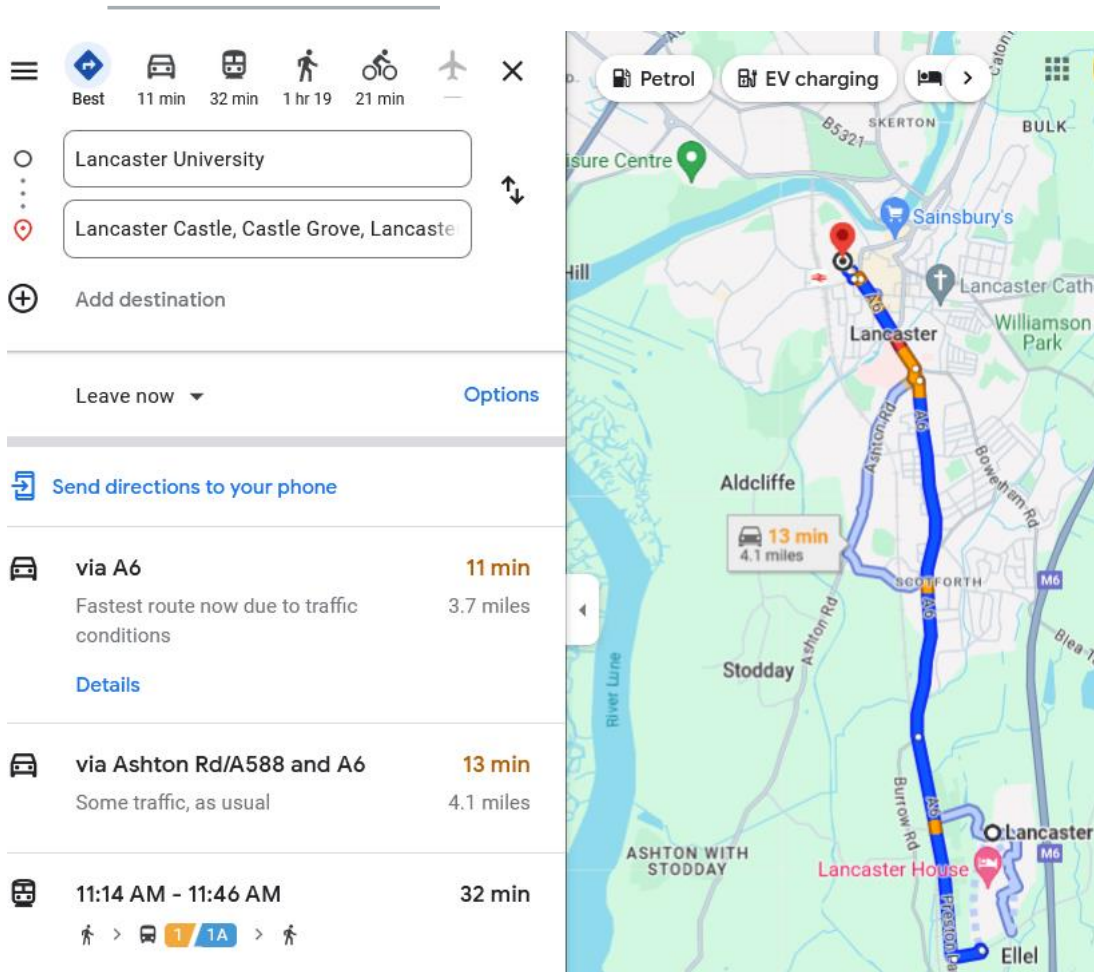 Best
11 min
32 min
1 hr 19
21 min
Lancaster University
Lancaster Castle, Castle Grove, Lancaste
Add destination
Leave now
Options
Send directions to your phone
via A6
11 min
Fastest route now due to traffic
3.7 miles
conditions
Details
via Ashton Rd/A588 and A6
13 min
Some traffic, as usual
4.1 miles
11:14 AM - 11:46 AM
32 min
1
1A
Petrol
EV charging
Caton
B5321
SKERTON
BULK
isure Centre
Sainsbury's
Hill
Lancaster Cath
A6
Lancaster
Williamson
Park
Ashton Rd
A6
Bowerham Rd
Aldcliffe
13 min
4.1 miles
SCOTFORTH
M6
A6
Ashton Rd
Blea T
Stodday
River Lune
Burrow Rd
A6
Lancaster
M6
ASHTON WITH
STODDAY
Lancaster House
Preston La
Ellel